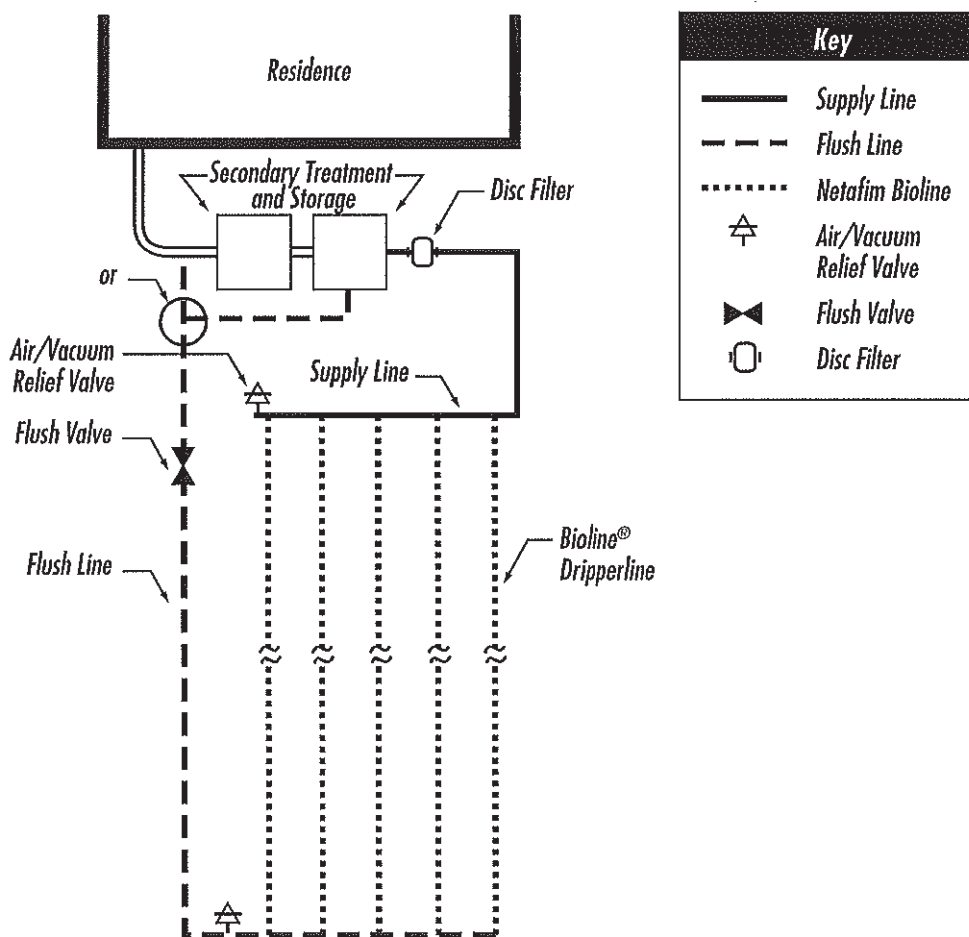 Residence
Secondary Treatment
and Storage
Disc Filter
or
Air/Vacuum
Relief Valve
Supply Line
Flush Valve
Flush Line
Bioline®
Dripperline
Key
Supply Line
Flush Line
Netafim Bioline
Air/Vacuum
Relief Valve
Flush Valve
Disc Filter